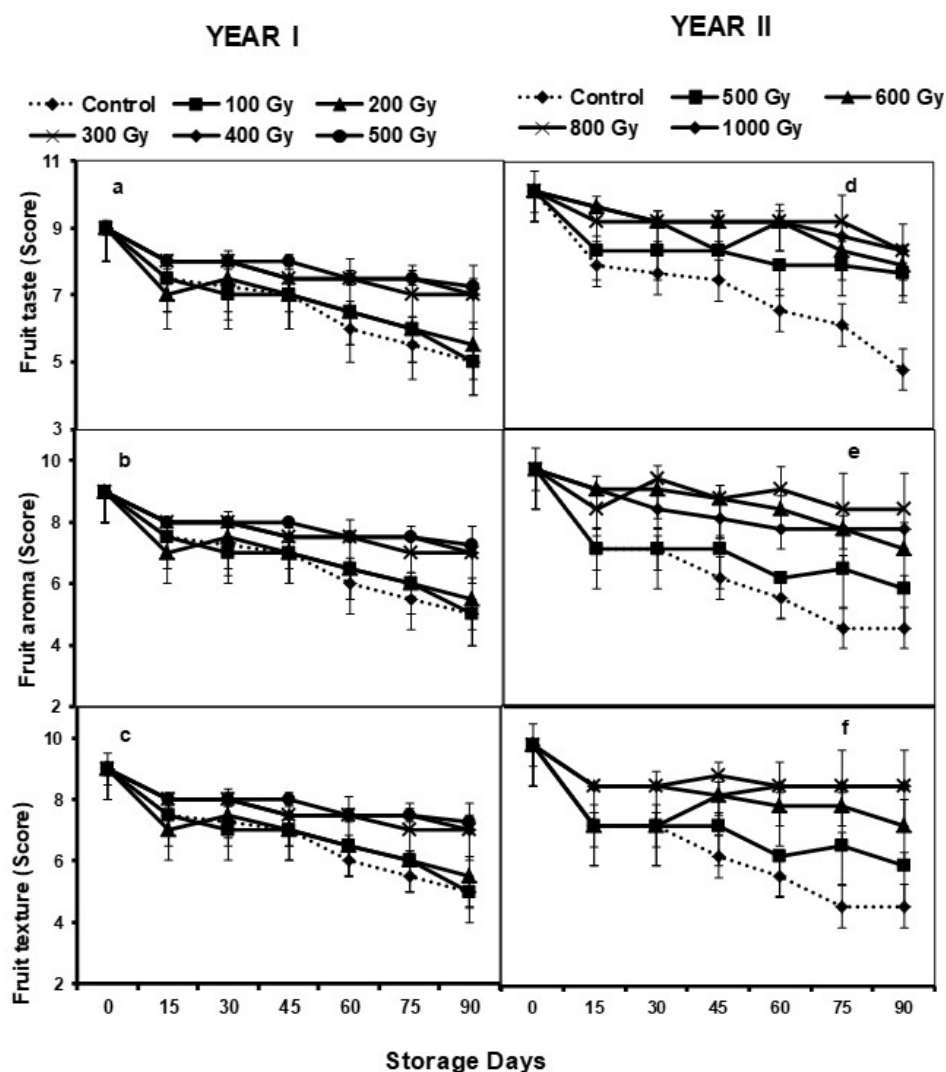 YEAR I
YEAR II
Control 100 Gy 200 Gy
300 Gy 400 Gy 500 Gy
Control 500 Gy 600 Gy
800 Gy 1000 Gy
Fruit taste (Score)
11
9
7
5
3
a
d
Fruit aroma (Score)
10
8
6
4
2
b
e
Fruit texture (Score)
10
8
6
4
2
c
f
0 15 30 45 60 75 90
0 15 30 45 60 75 90
Storage Days